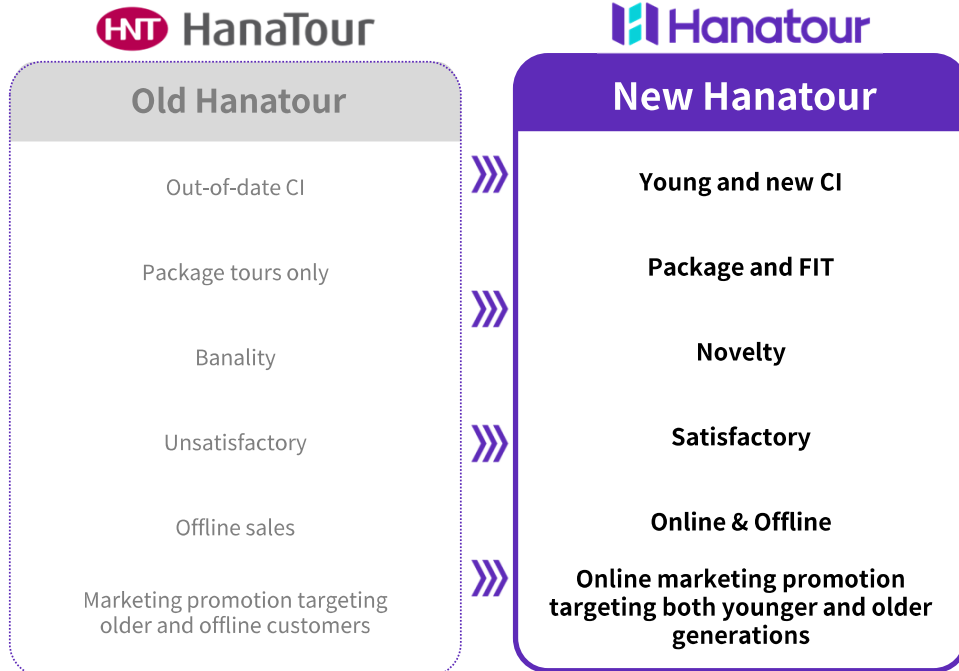 HNT HanaTour
Hanatour
Old Hanatour
New Hanatour
Out-of-date CI
Young and new CI
Package tours only
Package and FIT
Banality
Novelty
Unsatisfactory
Satisfactory
Offline sales
Online & Offline
Marketing promotion targeting
older and offline customers
Online marketing promotion
targeting both younger and older
generations